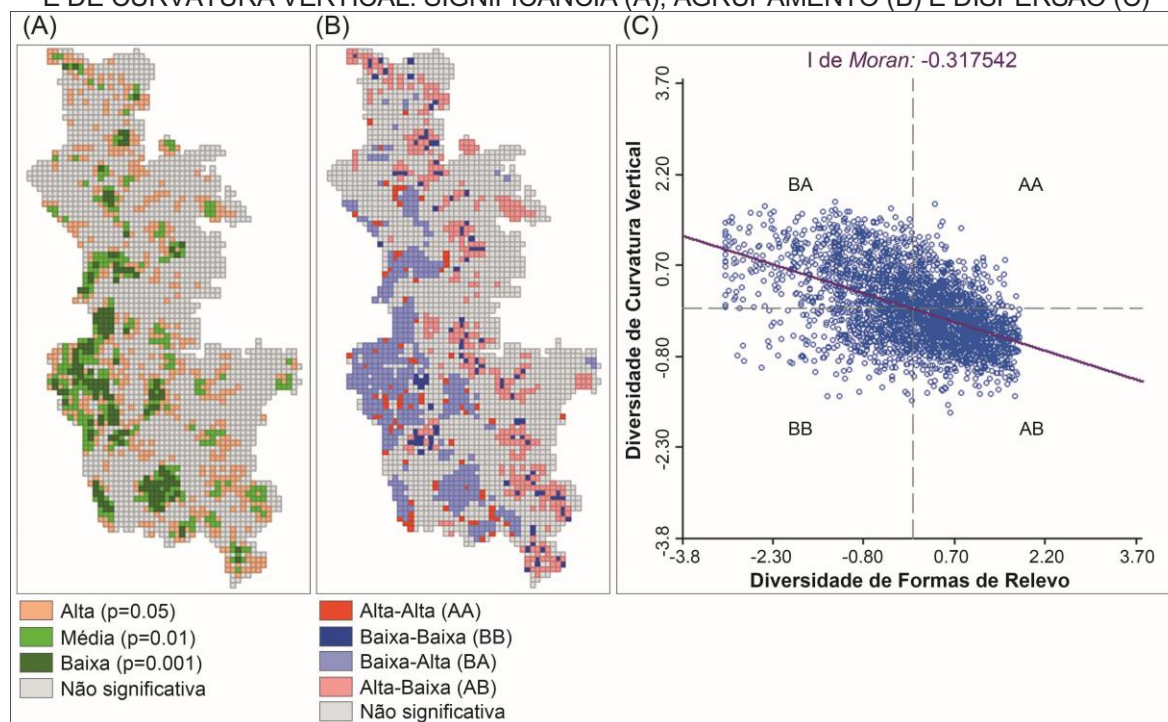 E DE CURVATURA VERTICAL: SIGNIFICÂNCIA (A), AGRUPAMENTO (B) E DISPERSÃO (C)
(A)
(B)
(C)
I de Moran: -0.317542
Diversidade de Curvatura Vertical
3.70
2.20
0.70
-0.80
-2.30
-3.8
BA
AA
BB
AB
-3.8
-2.30
-0.80
0.70
2.20
3.70
Diversidade de Formas de Relevo
Alta (p=0.05)
Média (p=0.01)
Baixa (p=0.001)
Não significativa
Alta-Alta (AA)
Baixa-Baixa (BB)
Baixa-Alta (BA)
Alta-Baixa (AB)
Não significativa